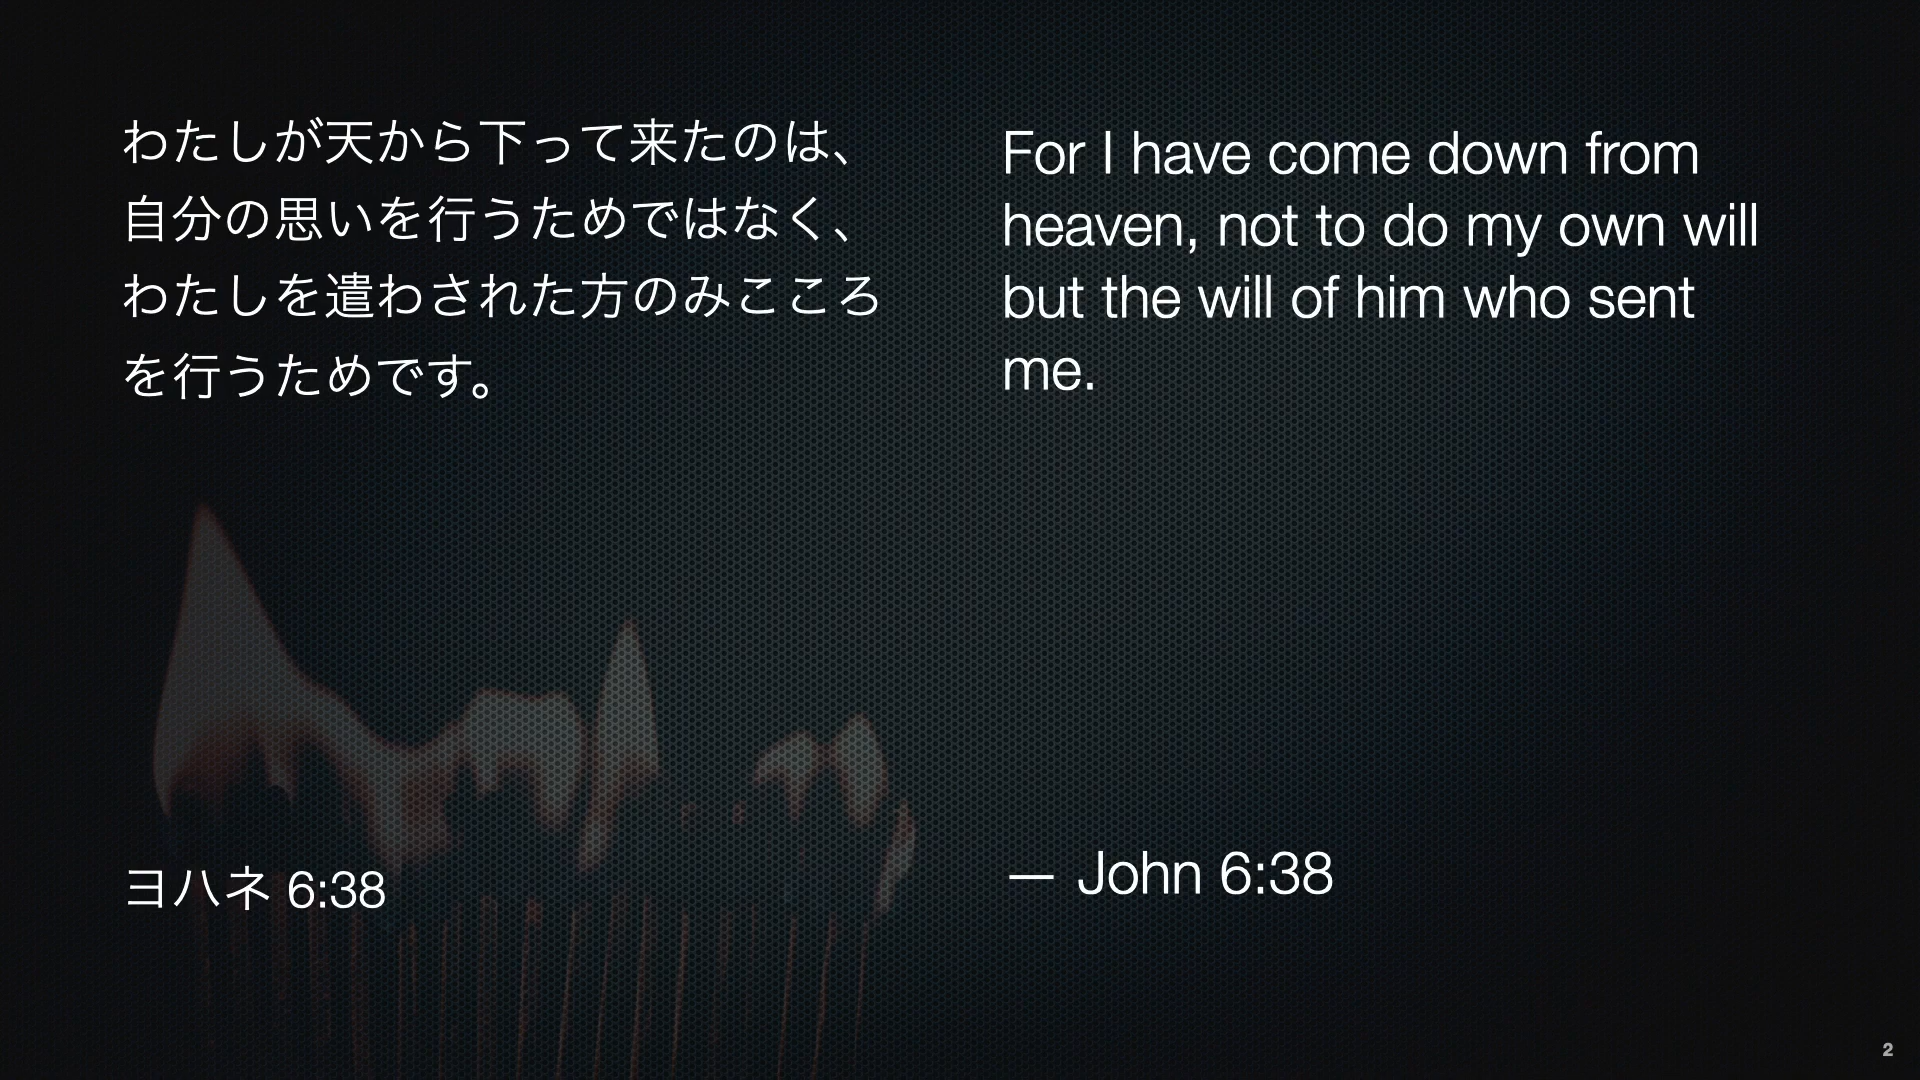 わたしが天から下って来たのは、
自分の思いを行うためではなく、
わたしを遣わされた方のみこころ
を行うためです。
ヨハネ 6:38
For I have come down from
heaven, not to do my own will
but the will of him who sent
me.
— John 6:38
2